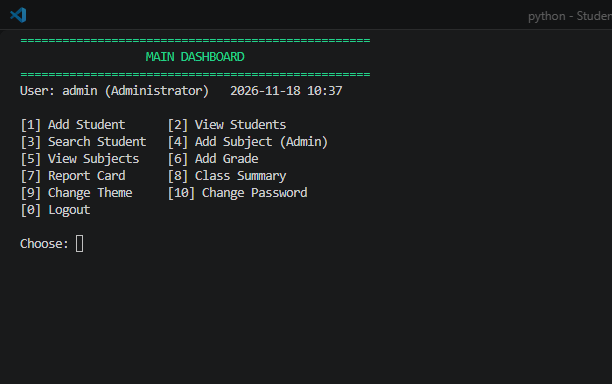 python - Studen
==================================================
MAIN DASHBOARD
==================================================
User: admin (Administrator)   2026-11-18 10:37
[1] Add Student      [2] View Students
[3] Search Student   [4] Add Subject (Admin)
[5] View Subjects    [6] Add Grade
[7] Report Card      [8] Class Summary
[9] Change Theme     [10] Change Password
[0] Logout
Choose: